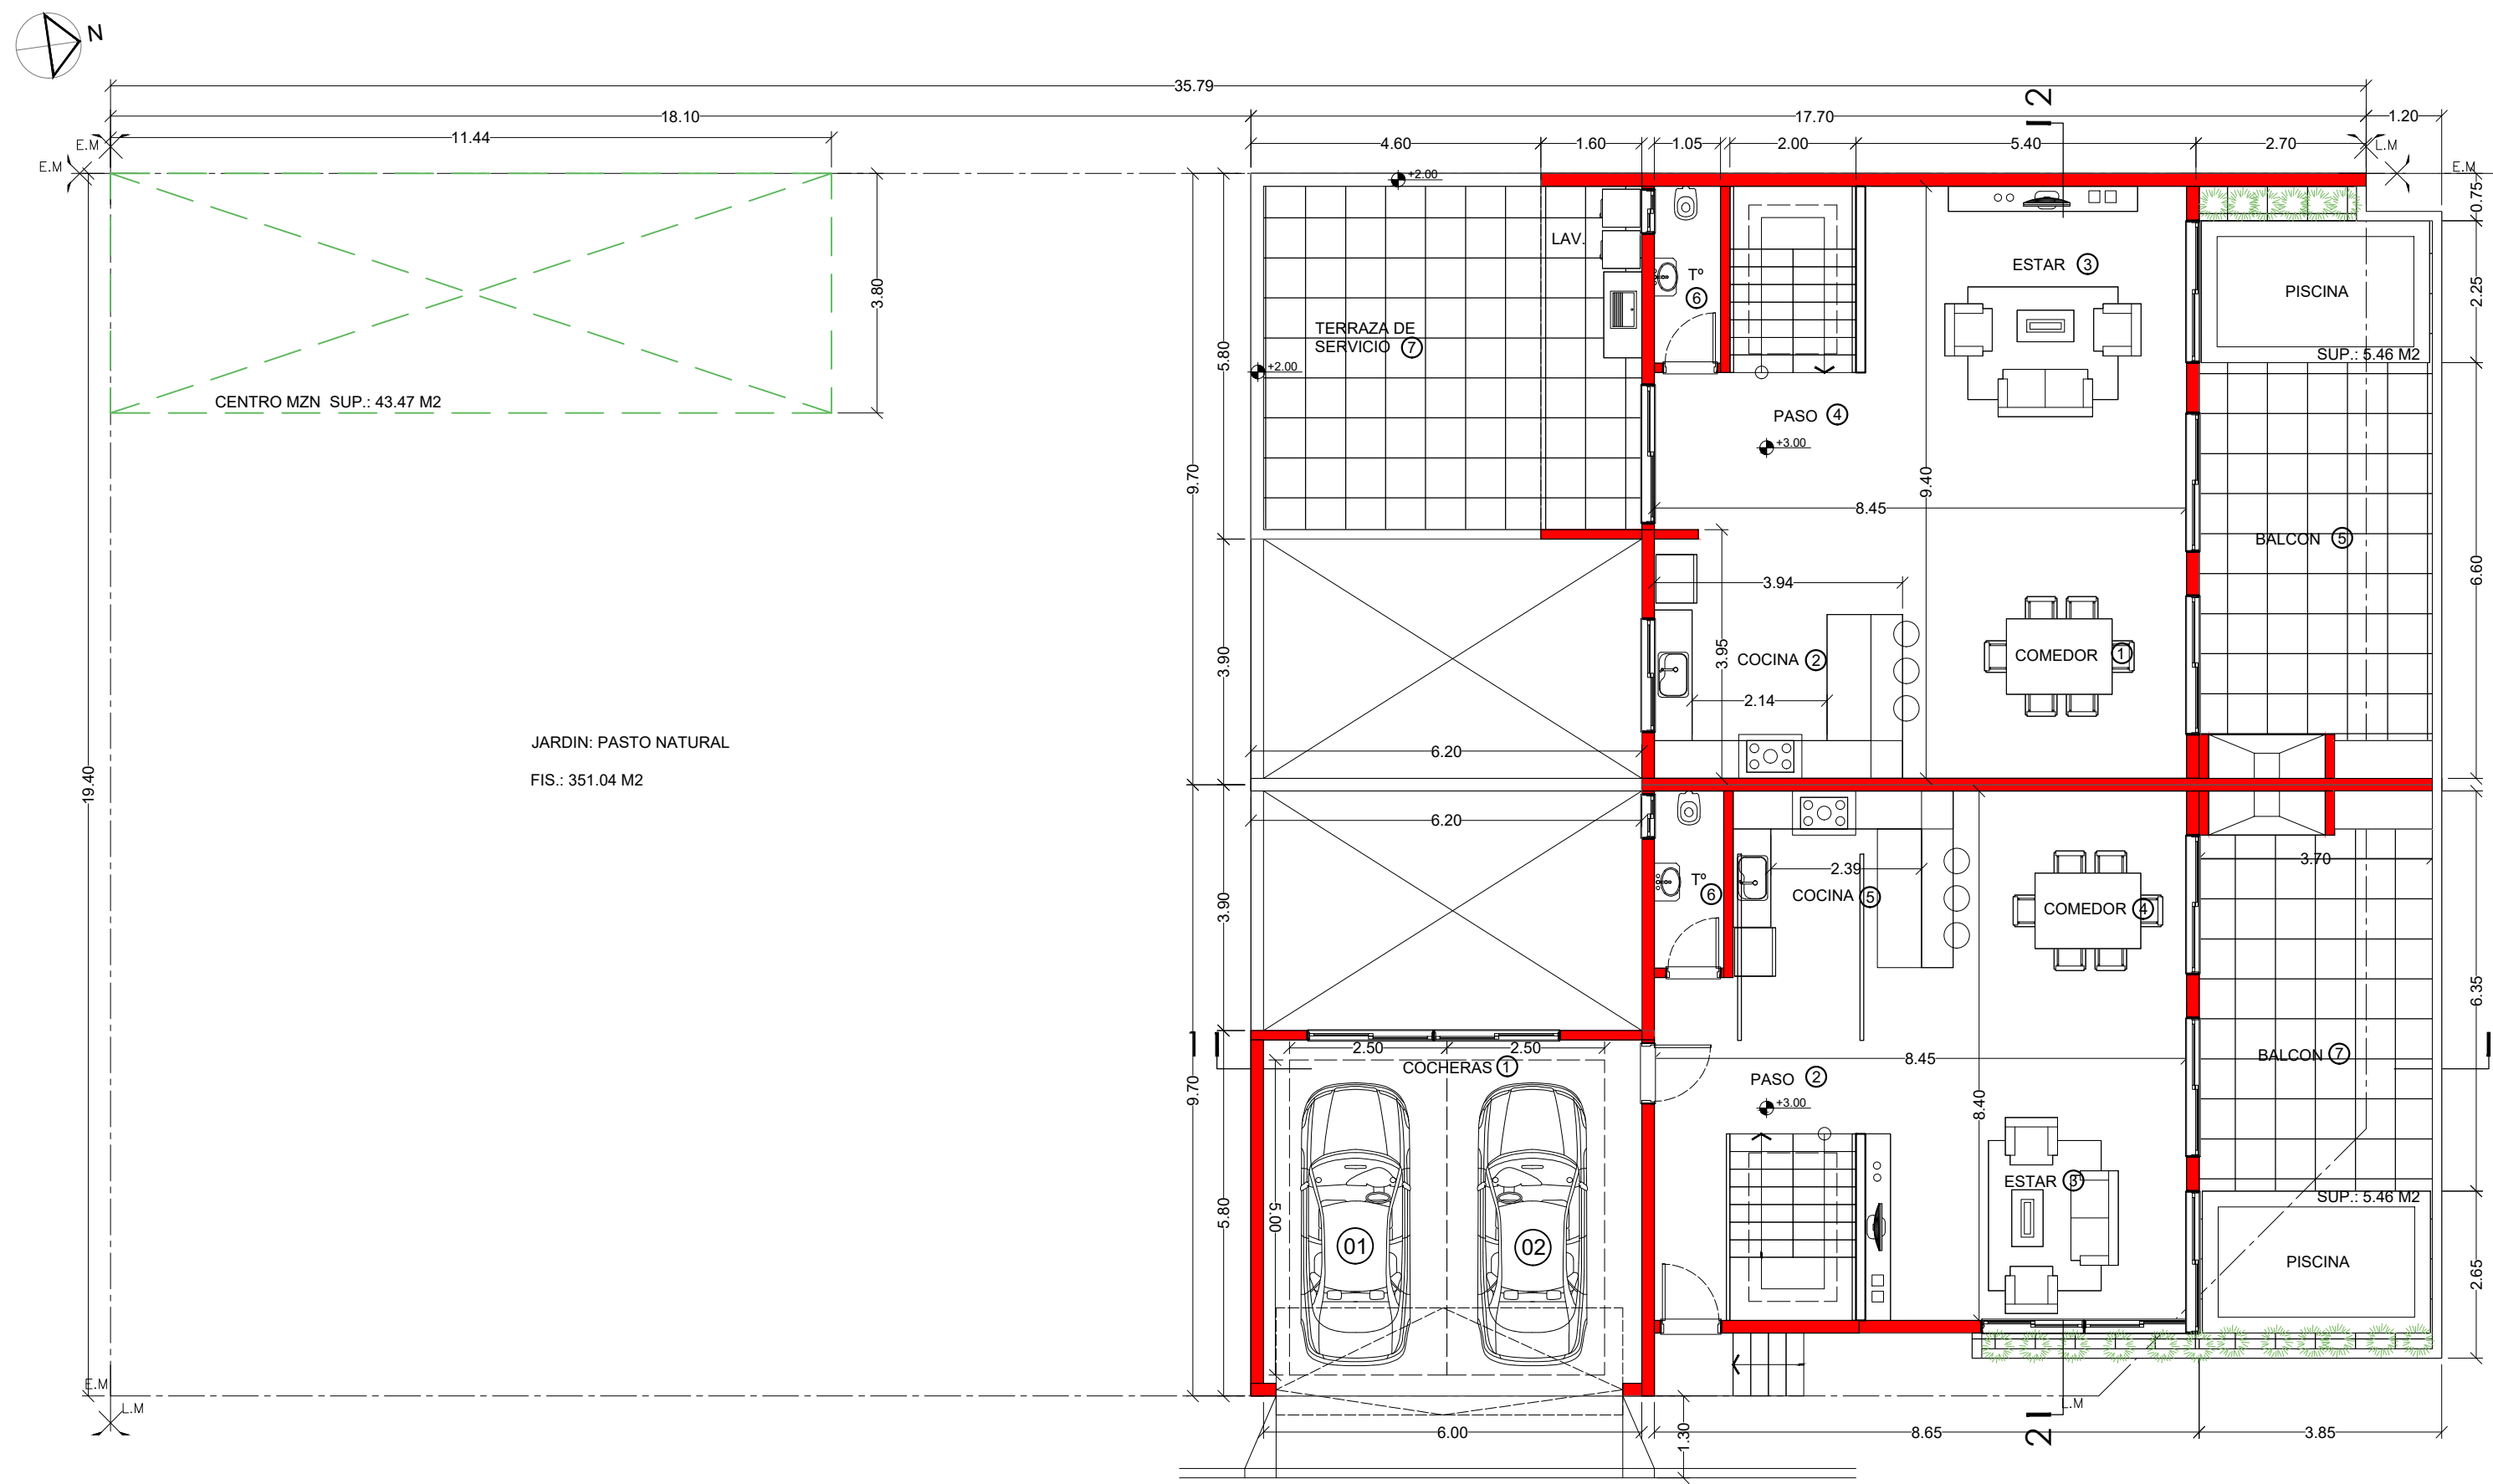 N
35.79
18.10
17.70
1.20
11.44
4.60
1.60
1.05
2.00
5.40
2.70
2
E.M
E.M
L.M
E.M
+2.00
0.75
LAV.
Tº
6
ESTAR 3
PISCINA
2.25
3.80
TERRAZA DE
SERVICIO 7
5.80
+2.00
SUP.: 5.46 M2
CENTRO MZN SUP.: 43.47 M2
PASO 4
+3.00
9.70
9.40
8.45
BALCON 5
6.60
3.94
3.95
COCINA 2
COMEDOR 1
3.90
2.14
JARDIN: PASTO NATURAL
6.20
FIS.: 351.04 M2
19.40
6.20
2.39
3.70
Tº
6
COCINA 5
COMEDOR 4
3.90
6.35
2.50
2.50
COCHERAS 1
8.45
BALCON 7
PASO 2
+3.00
9.70
8.40
ESTAR 3
SUP.: 5.46 M2
5.80
5.00
01
02
PISCINA
2.65
E.M
L.M
L.M
6.00
1.30
8.65
2
3.85